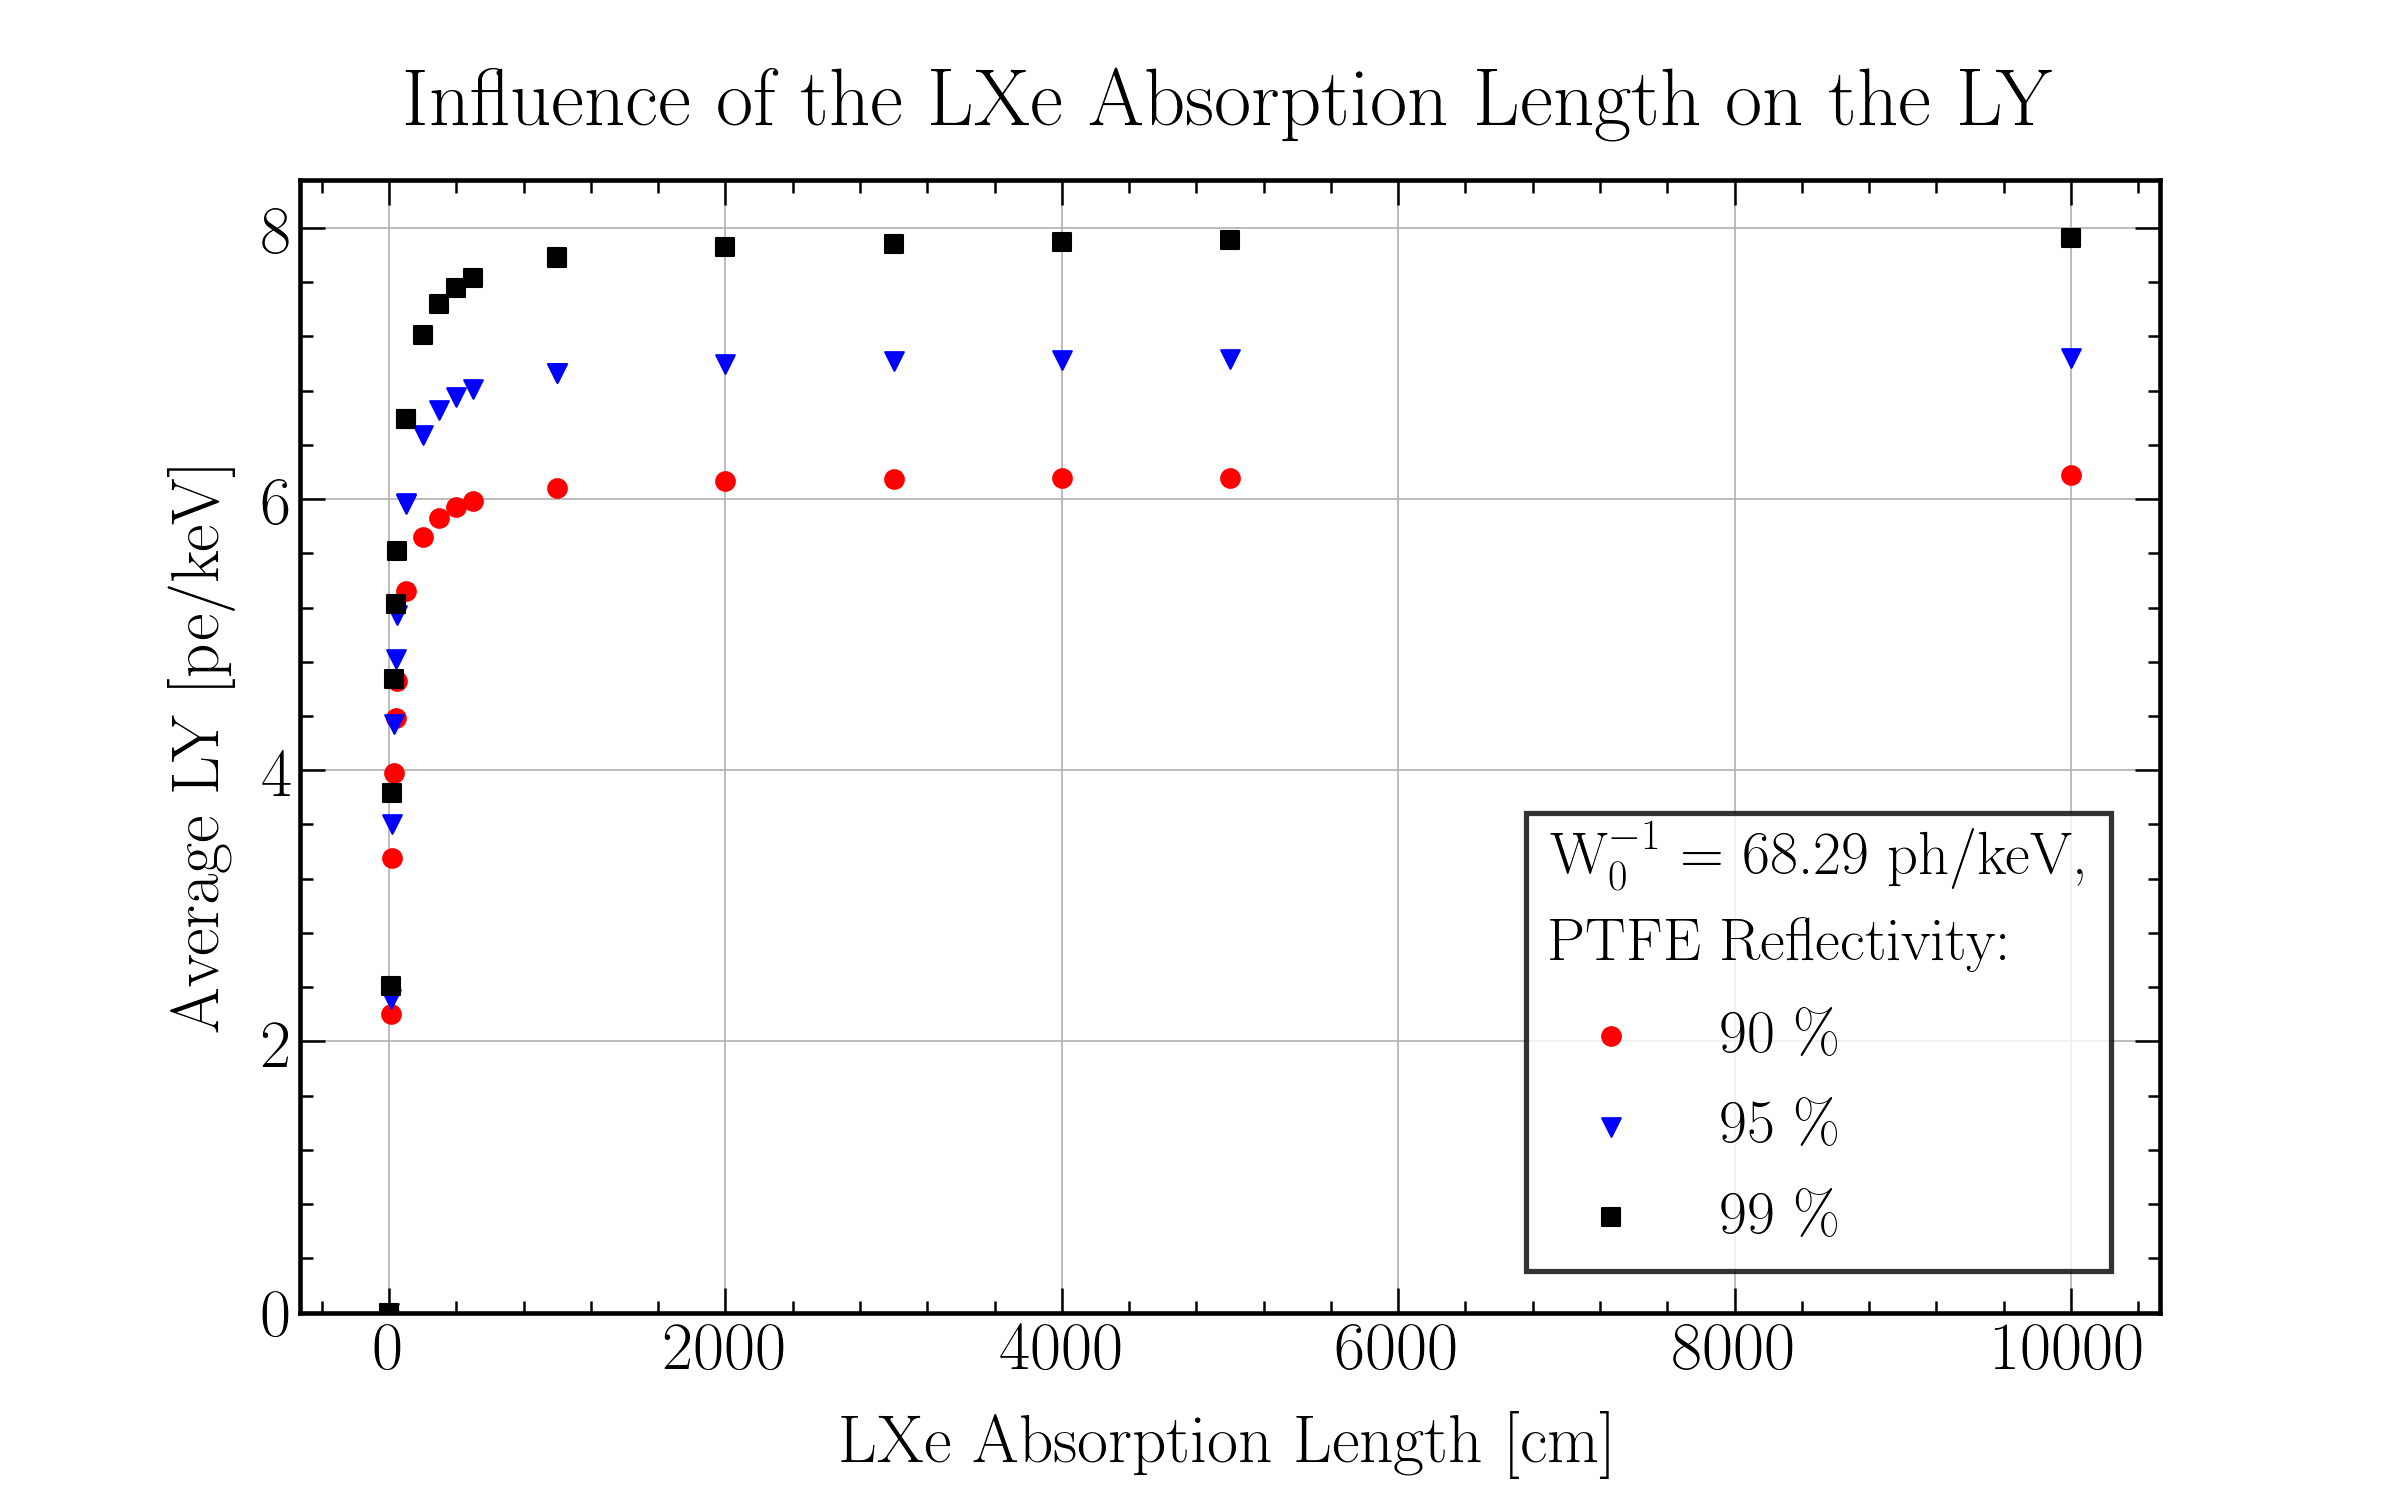 Influence of the LXe Absorption Length on the LY
Average LY [pe/keV]
8
6
4
2
0
0 2000 4000 6000 8000 10000
LXe Absorption Length [cm]
W₀⁻¹ = 68.29 ph/keV,
PTFE Reflectivity:
90 %
95 %
99 %